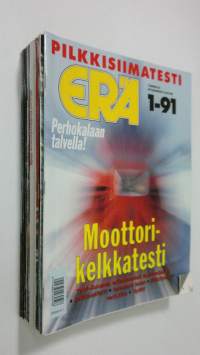 PILKKISIIMATESTI
ERÄ
1-91
Perhokalaan
talvella!
Moottori-
kelkkatesti